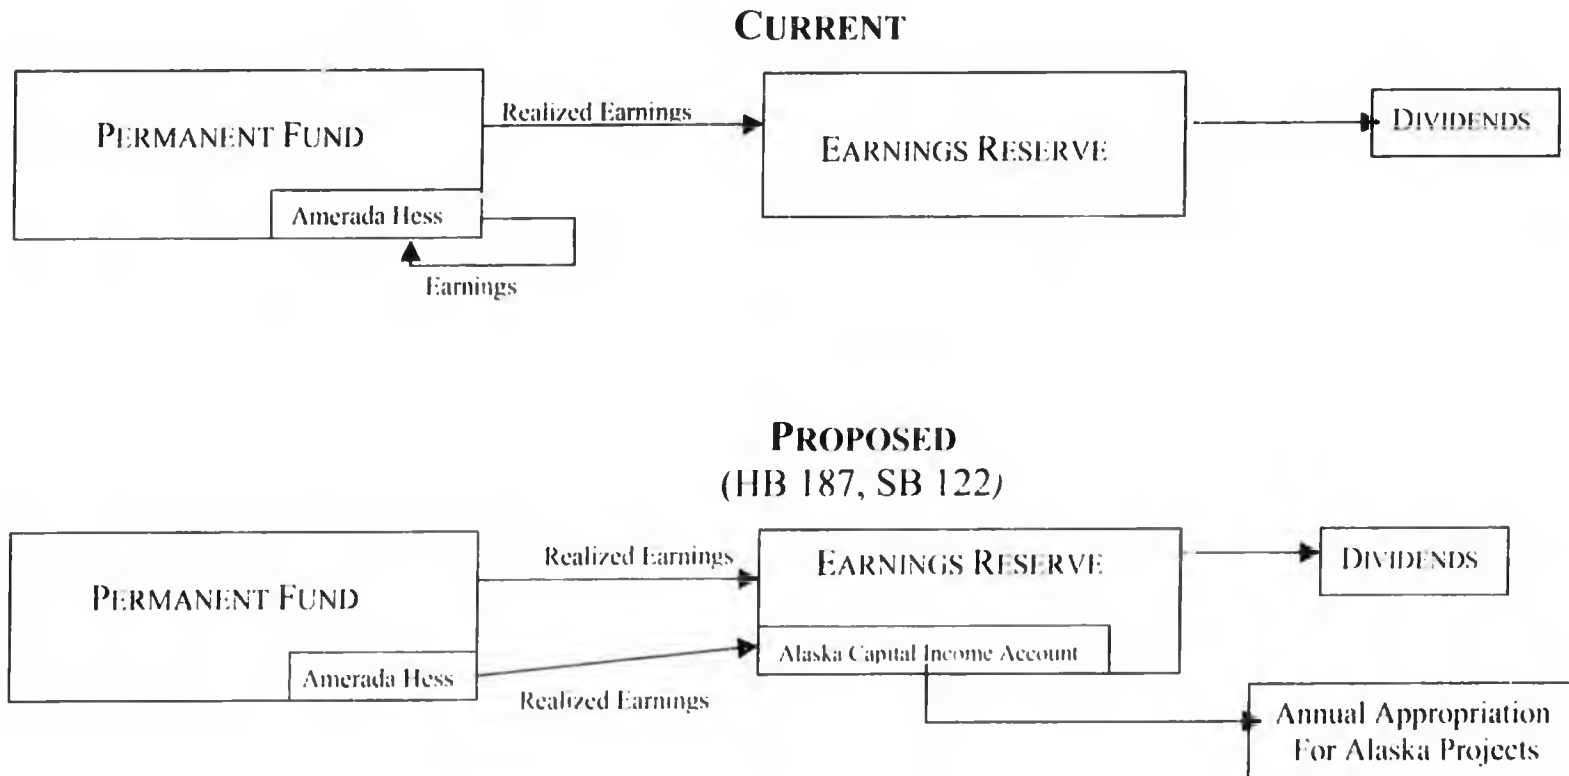 CURRENT
PERMANENT FUND
Realized Earnings
EARNINGS RESERVE
DIVIDENDS
Amerada Hess
Earnings
PROPOSED
(HB 187, SB 122)
PERMANENT FUND
Realized Earnings
EARNINGS RESERVE
DIVIDENDS
Amerada Hess
Realized Earnings
Alaska Capital Income Account
Annual Appropriation
For Alaska Projects